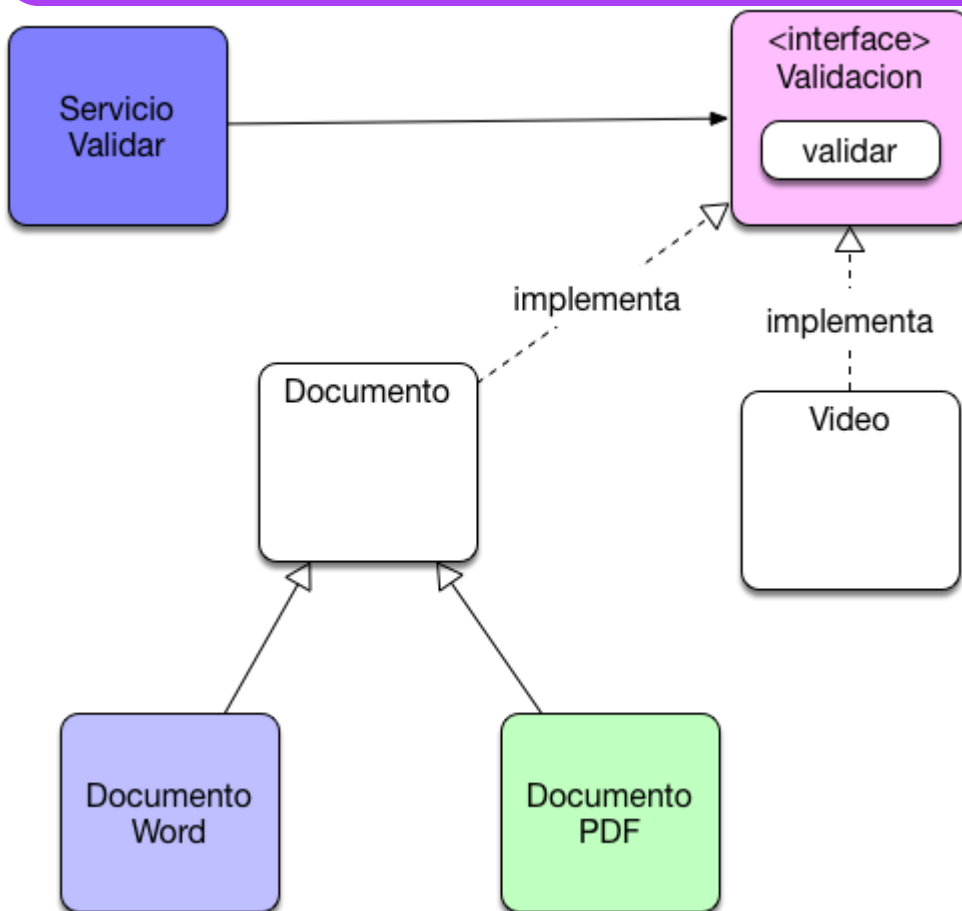 Servicio
Validar
<interface>
Validacion
validar
implementa
implementa
Documento
Video
Documento
Word
Documento
PDF